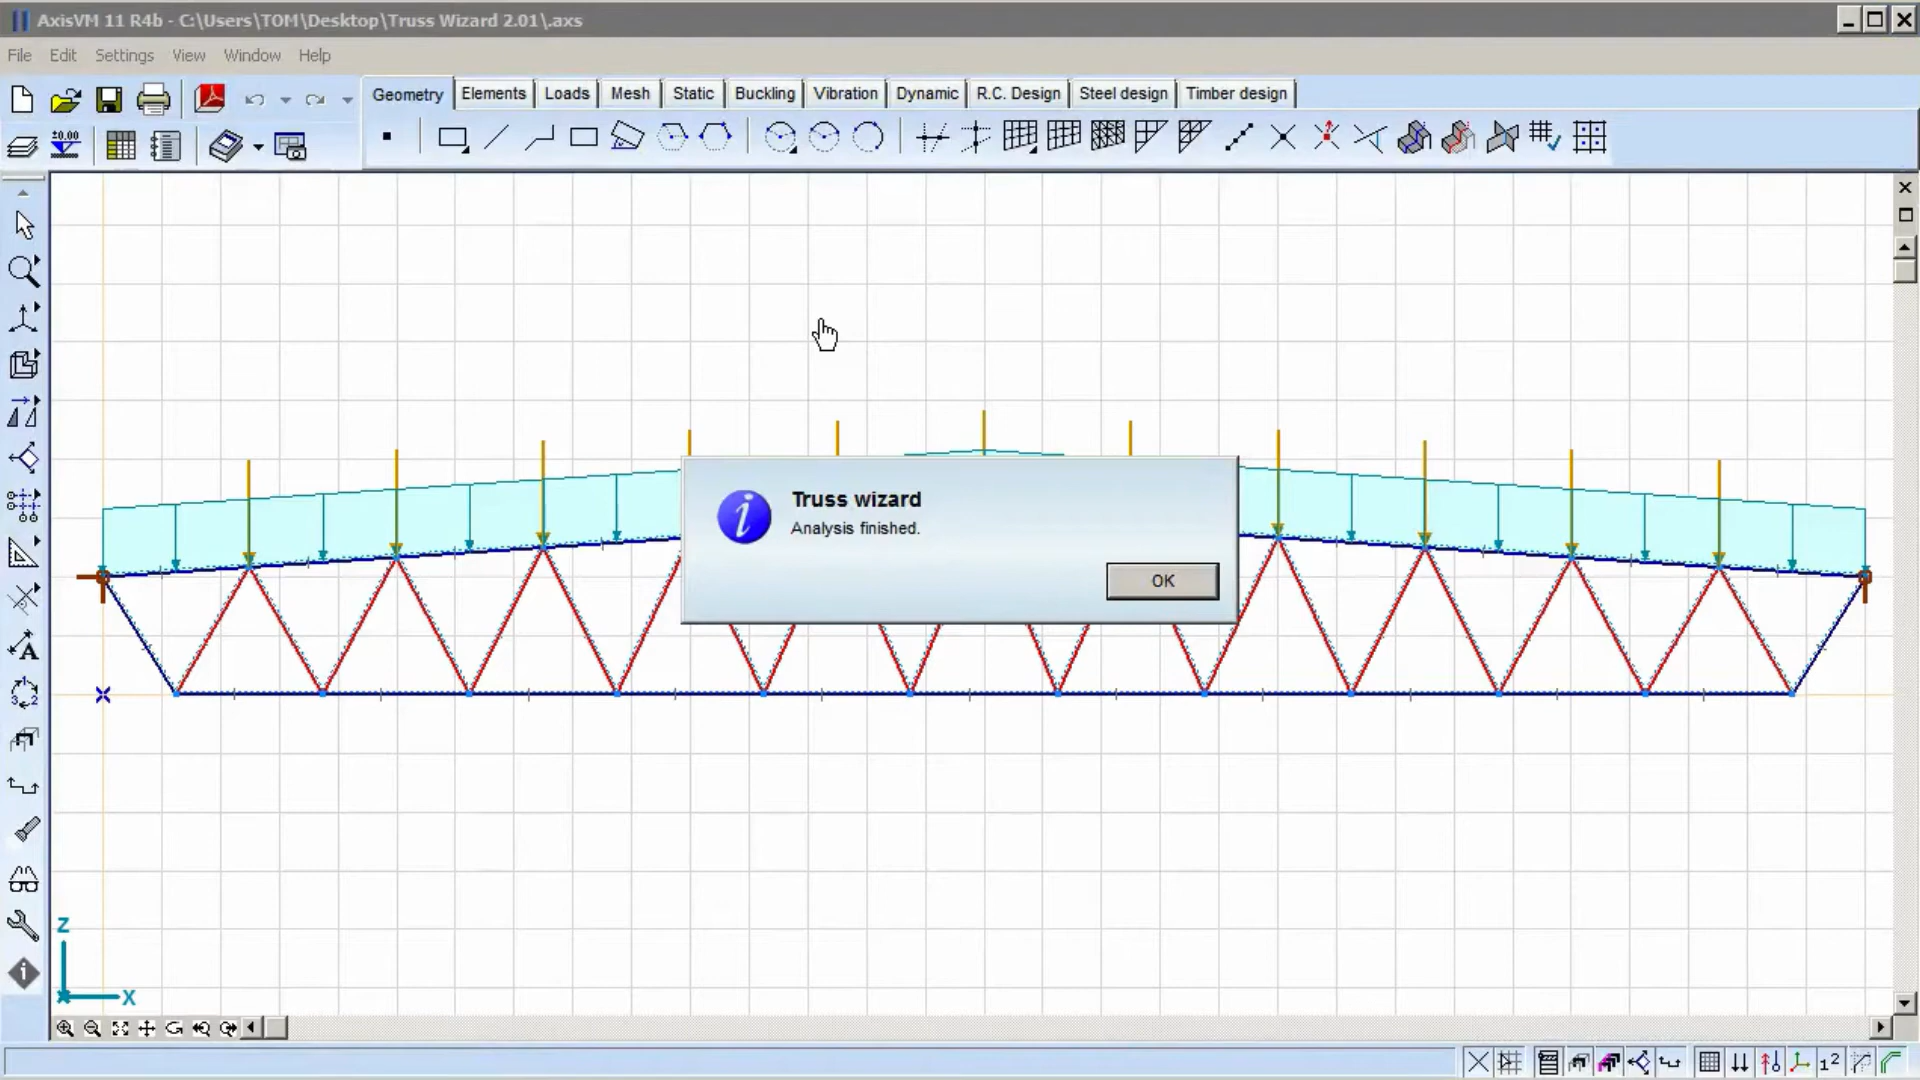 AxisVM 11 R4b - C:\Users\TOM\Desktop\Truss Wizard 2.01\.axs
File Edit Settings View Window Help
Geometry Elements Loads Mesh Static Buckling Vibration Dynamic R.C. Design Steel design Timber design
Truss wizard
Analysis finished.
OK
Z
X